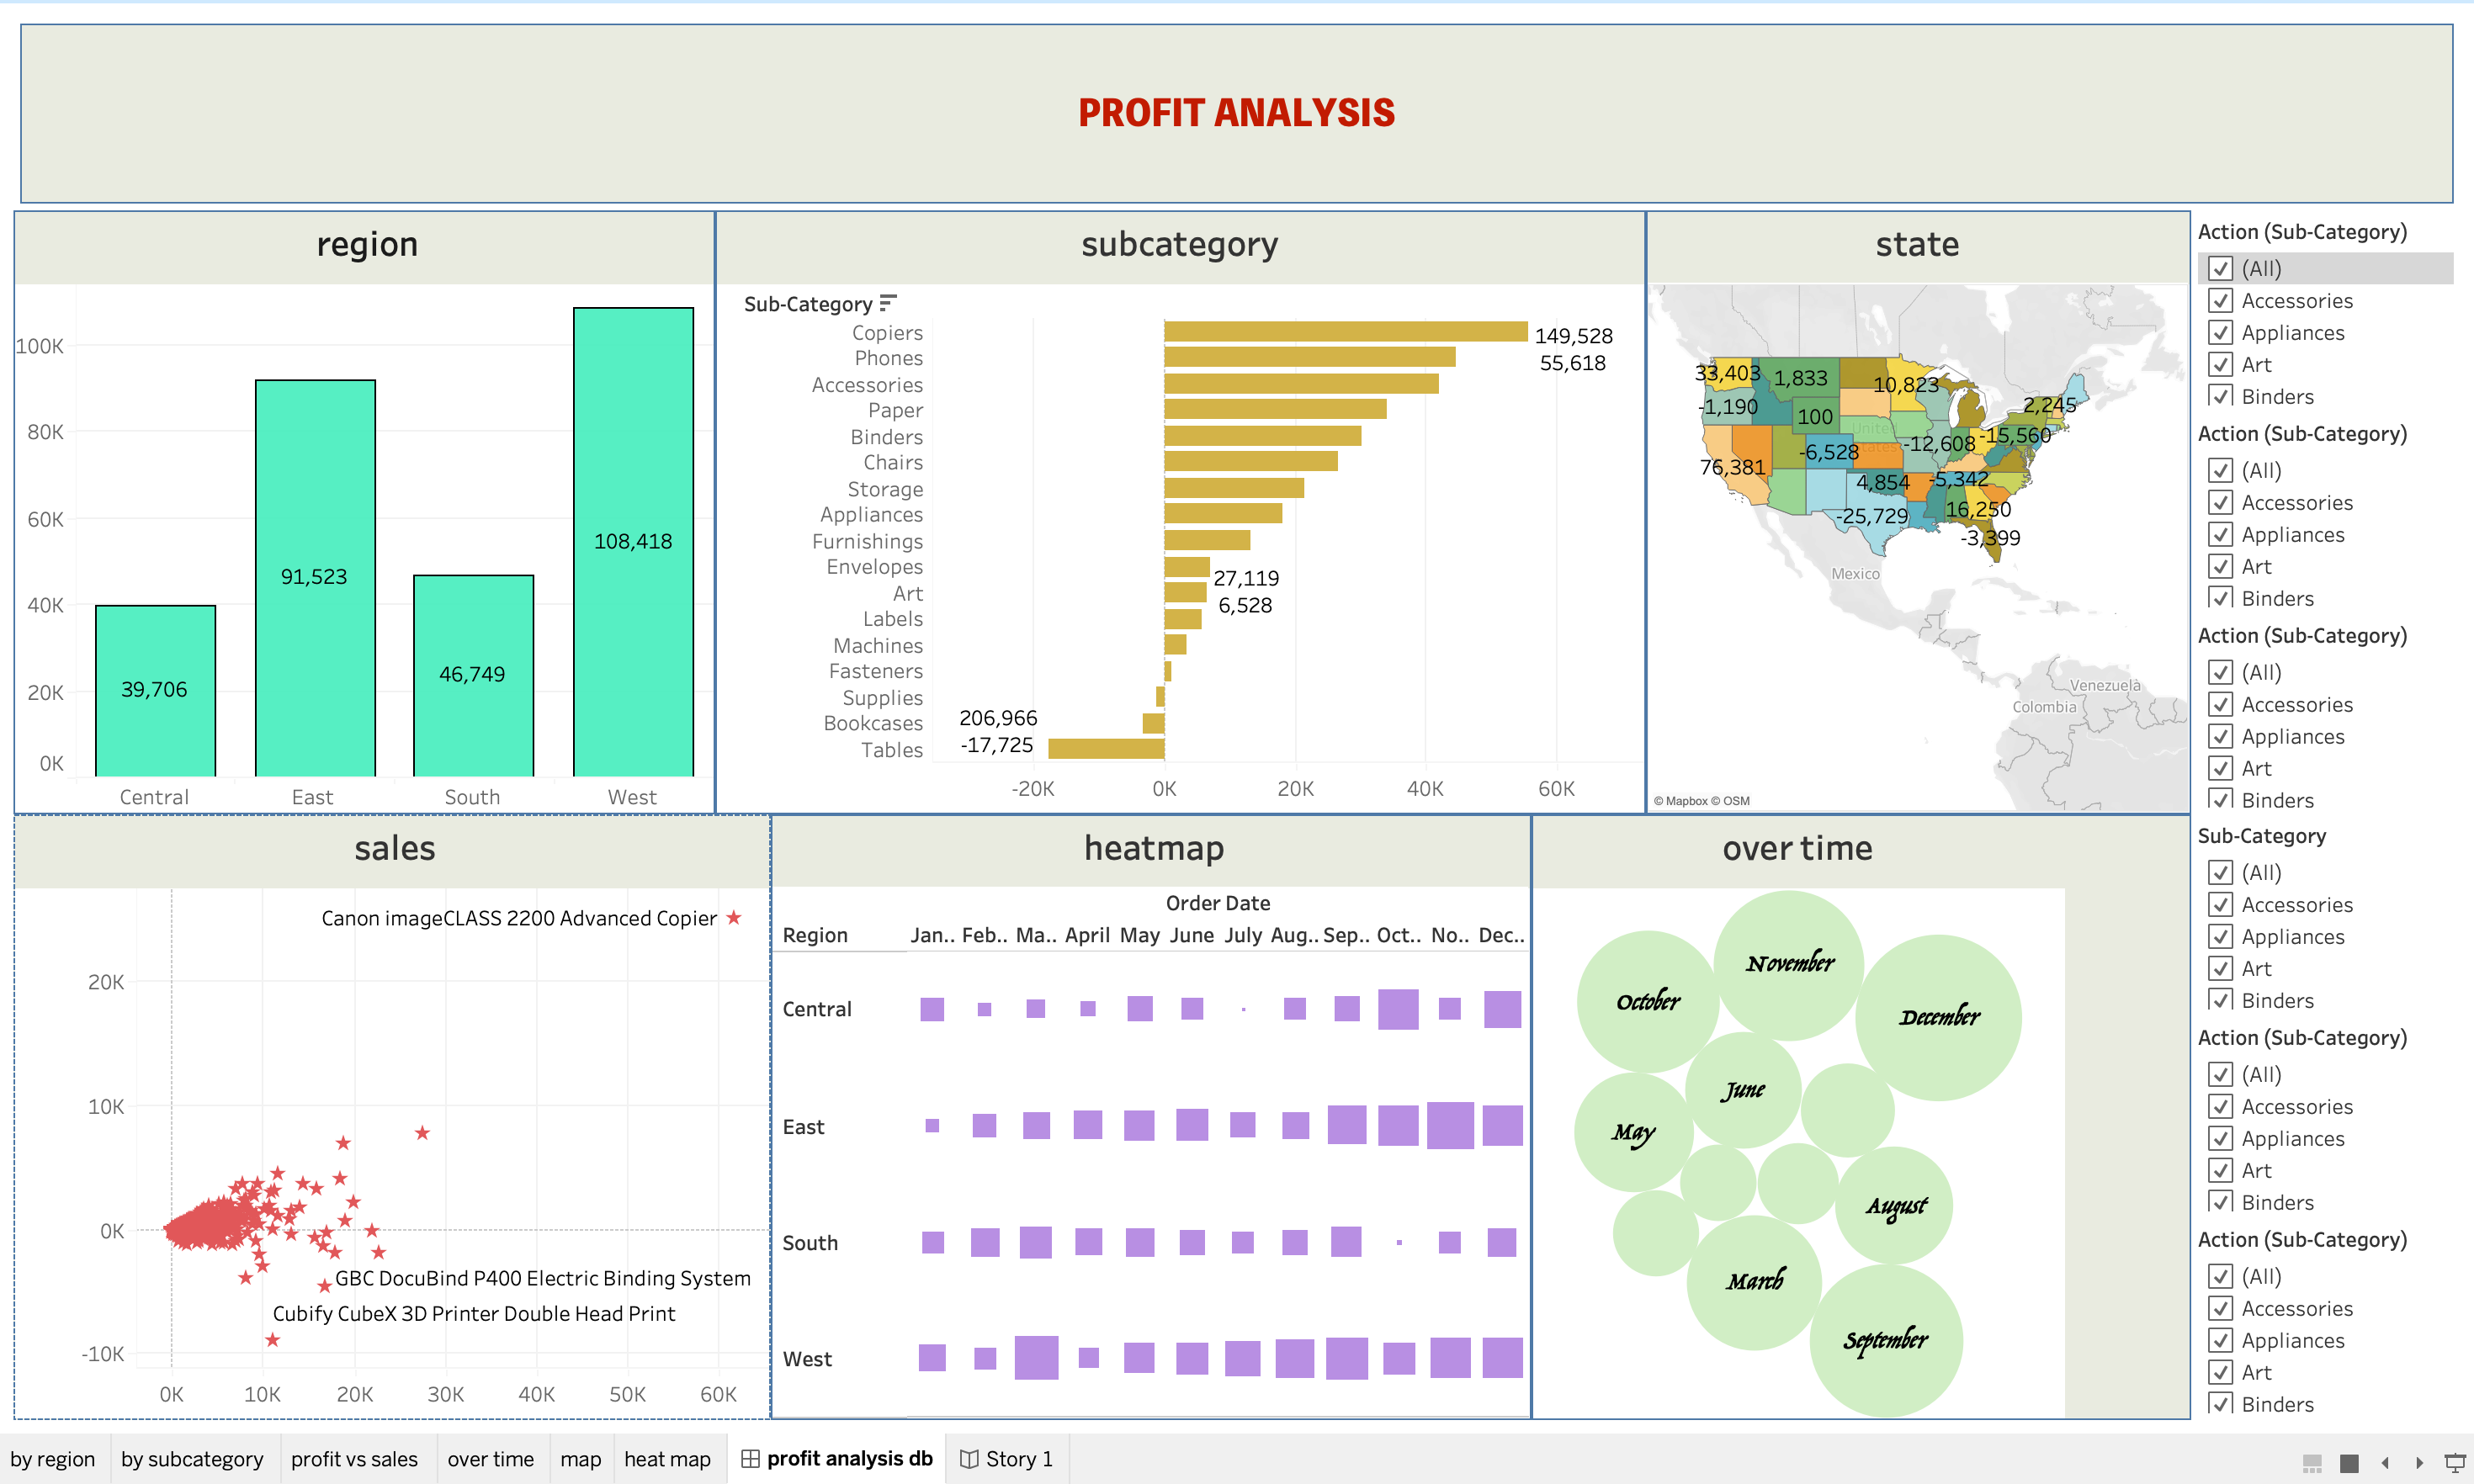 PROFIT ANALYSIS
region
100K
80K
60K
40K
20K
0K
39,706
91,523
46,749
108,418
Central East South West
subcategory
Sub-Category
Copiers
Phones
Accessories
Paper
Binders
Chairs
Storage
Appliances
Furnishings
Envelopes
Art
Labels
Machines
Fasteners
Supplies
Bookcases
Tables
149,528
55,618
27,119
6,528
206,966
-17,725
-20K 0K 20K 40K 60K
state
33,403
1,833
10,823
-1,190
100
2,245
United
States
-12,608
-15,560
-6,528
76,381
4,854
-5,342
-25,729
16,250
-3,399
Mexico
Venezuela
Colombia
© Mapbox © OSM
sales
Canon imageCLASS 2200 Advanced Copier
20K
10K
0K
GBC DocuBind P400 Electric Binding System
Cubify CubeX 3D Printer Double Head Print
-10K
0K 10K 20K 30K 40K 50K 60K
heatmap
Order Date
Region Jan.. Feb.. Ma.. April May June July Aug.. Sep.. Oct.. No.. Dec..
Central
East
South
West
over time
November
October
December
June
May
August
March
September
Action (Sub-Category)
(All)
Accessories
Appliances
Art
Binders
Action (Sub-Category)
(All)
Accessories
Appliances
Art
Binders
Action (Sub-Category)
(All)
Accessories
Appliances
Art
Binders
Sub-Category
(All)
Accessories
Appliances
Art
Binders
Action (Sub-Category)
(All)
Accessories
Appliances
Art
Binders
Action (Sub-Category)
(All)
Accessories
Appliances
Art
Binders
by region by subcategory profit vs sales over time map heat map profit analysis db Story 1